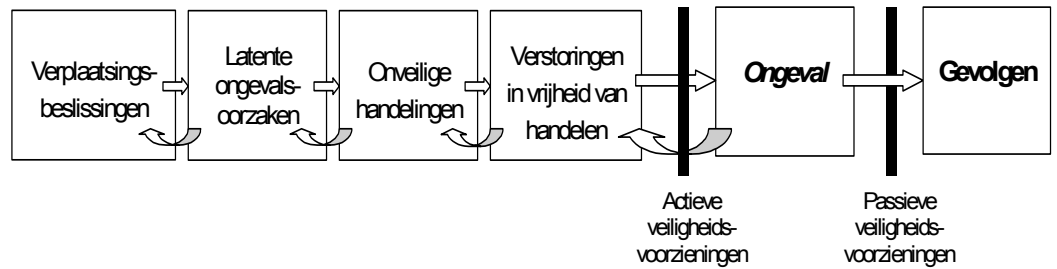 Verplaatsings-
beslissingen
Latente
ongevals-
oorzaken
Onveilige
handelingen
Verstoringen
in vrijheid van
handelen
Ongeval
Gevolgen
Actieve
veiligheids-
voorzieningen
Passieve
veiligheids-
voorzieningen